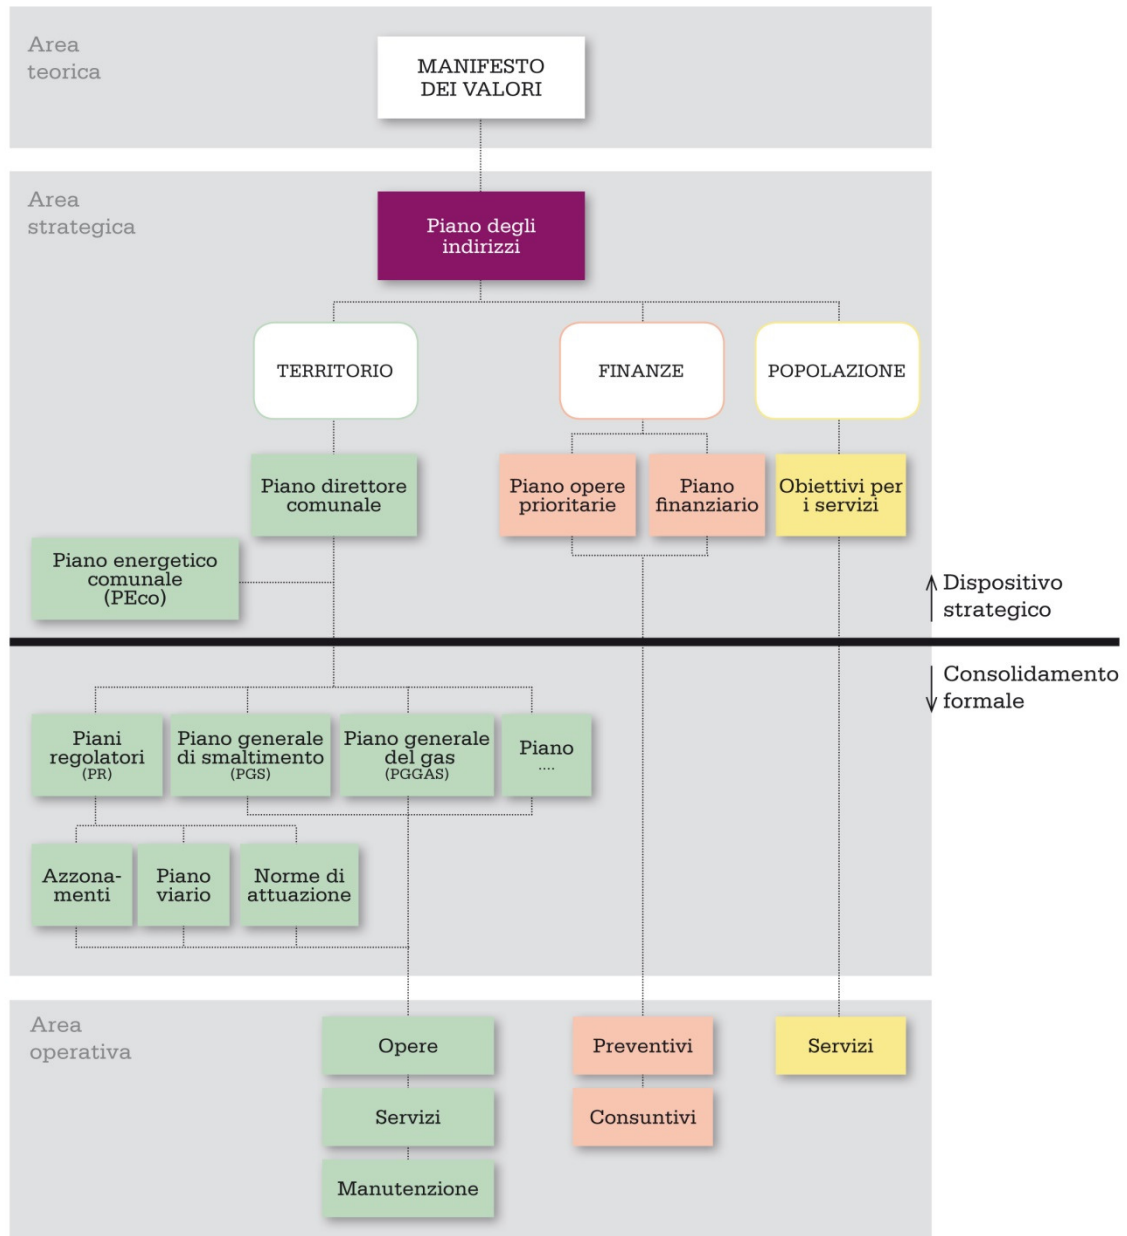 Area
teorica
MANIFESTO
DEI VALORI
Area
strategica
Piano degli
indirizzi
TERRITORIO
FINANZE
POPOLAZIONE
Piano direttore
comunale
Piano opere
prioritarie
Piano
finanziario
Obiettivi per
i servizi
Piano energetico
comunale
(PEco)
Dispositivo
strategico
Consolidamento
formale
Piani
regolatori
(PR)
Piano generale
di smaltimento
(PGS)
Piano generale
del gas
(PGGAS)
Piano
....
Azzona-
menti
Piano
viario
Norme di
attuazione
Area
operativa
Opere
Preventivi
Servizi
Servizi
Consuntivi
Manutenzione